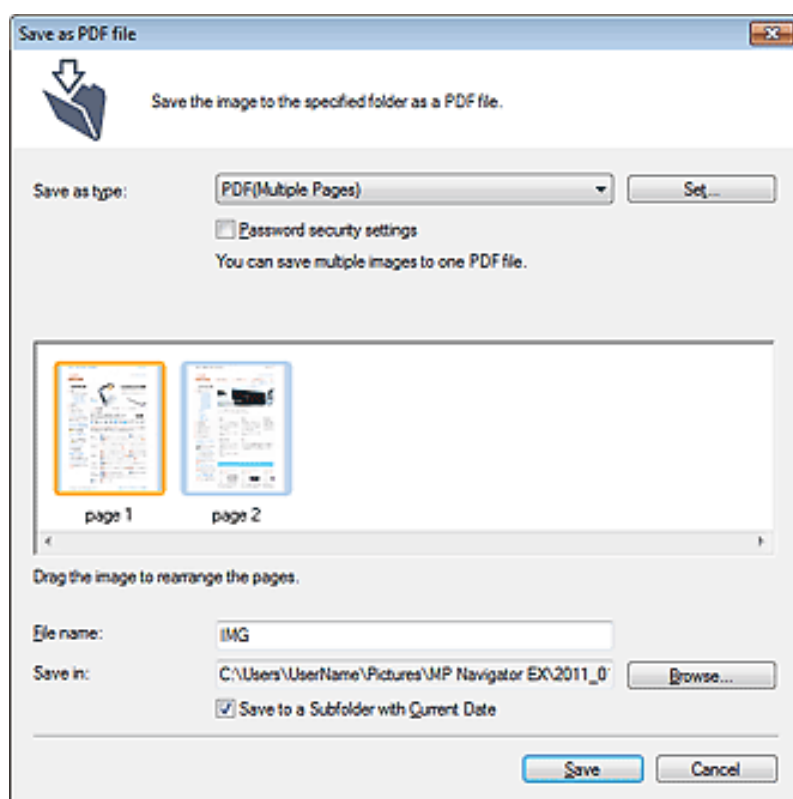 Save as PDF file
Save the image to the specified folder as a PDF file.
Save as type: PDF(Multiple Pages) Set...
Password security settings
You can save multiple images to one PDF file.
page 1 page 2
Drag the image to rearrange the pages.
File name: IMG
Save in: C:\Users\UserName\Pictures\MP Navigator EX\2011_0 Browse...
Save to a Subfolder with Current Date
Save Cancel